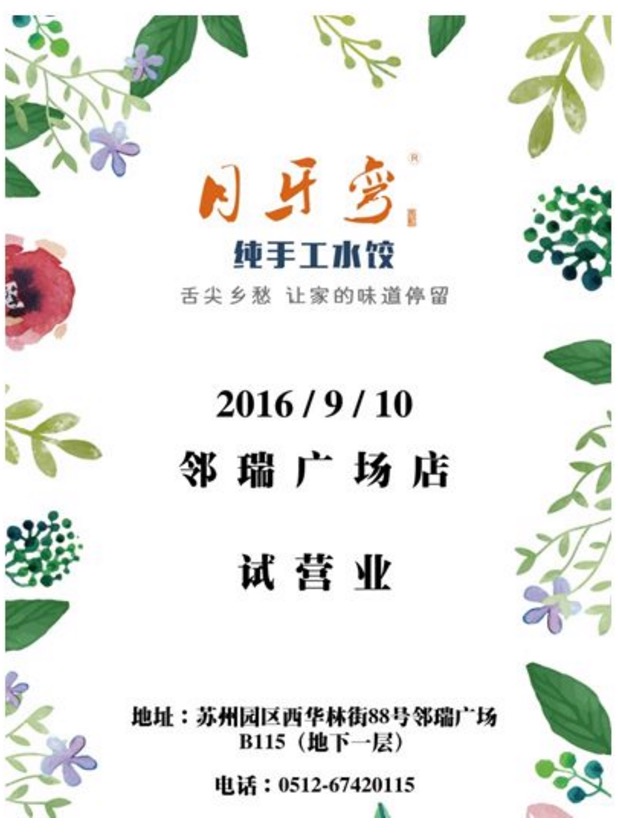 月牙弯®
纯手工水饺
舌尖乡愁 让家的味道停留
2016/9/10
邻瑞广场店
试营业
地址：苏州园区西华林街88号邻瑞广场
B115（地下一层）
电话：0512-67420115